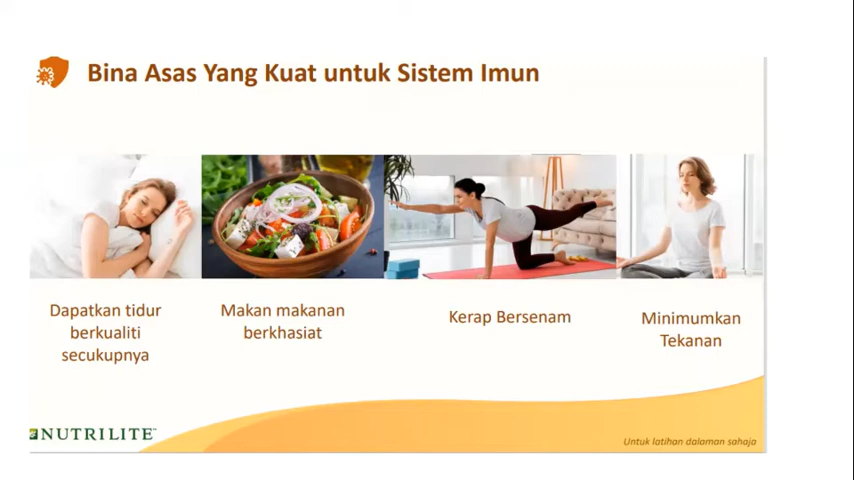 Bina Asas Yang Kuat untuk Sistem Imun
Dapatkan tidur
berkualiti
secukupnya
Makan makanan
berkhasiat
Kerap Bersenam
Minimumkan
Tekanan
NUTRILITE™
Untuk latihan dalaman sahaja